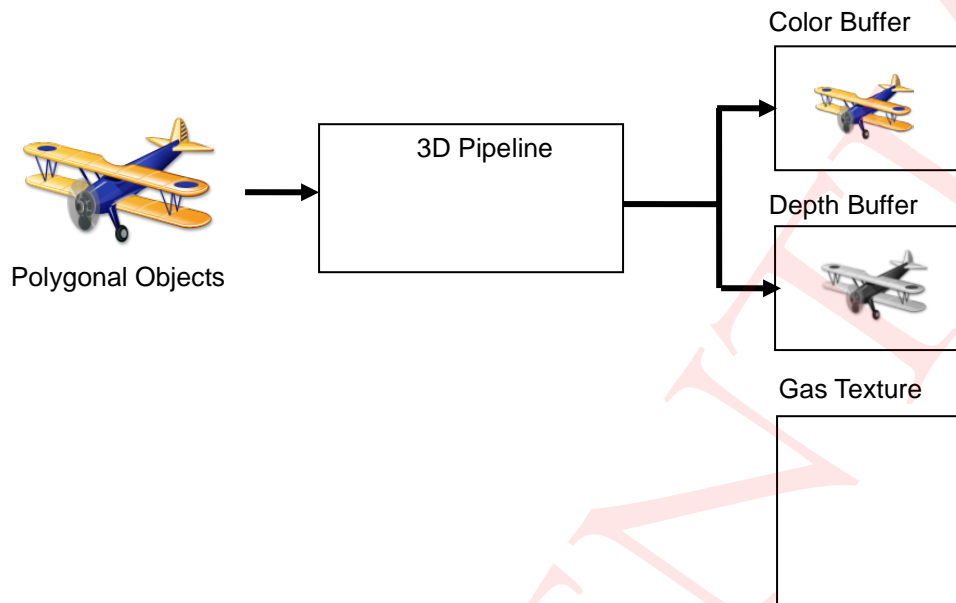 Color Buffer
3D Pipeline
Depth Buffer
Polygonal Objects
Gas Texture